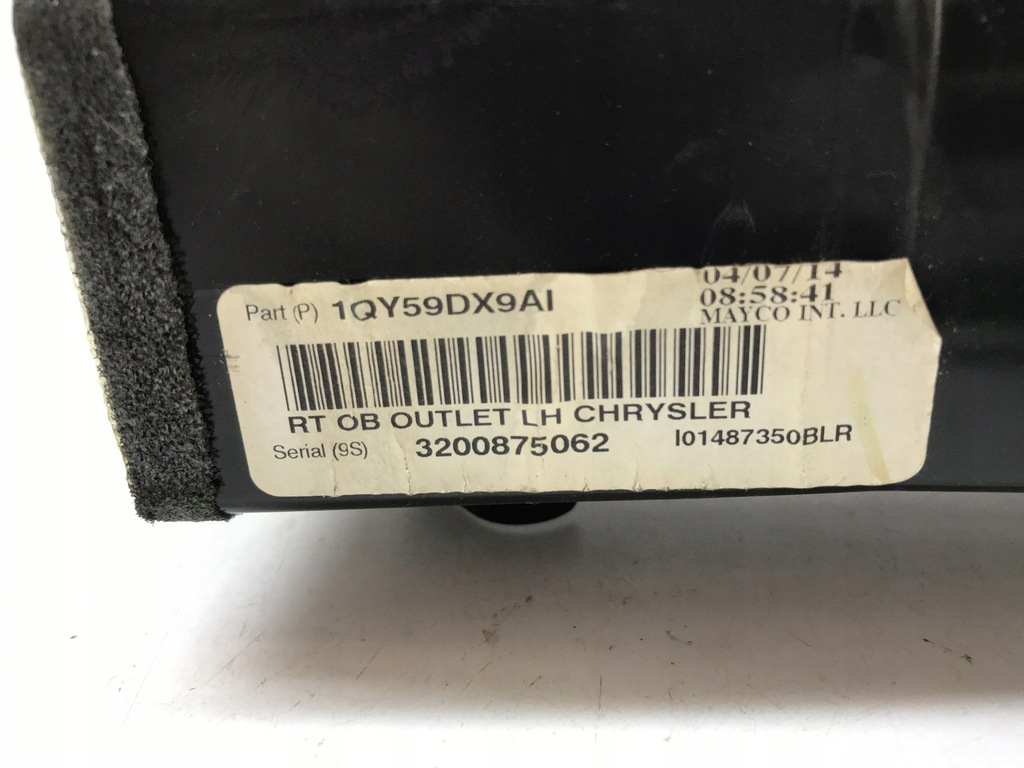 04/07/14
Part (P) 1QY59DX9AI
08:58:41
MAYCO INT. LLC
RT OB OUTLET LH CHRYSLER
Serial (9S) 3200875062 I01487350BLR